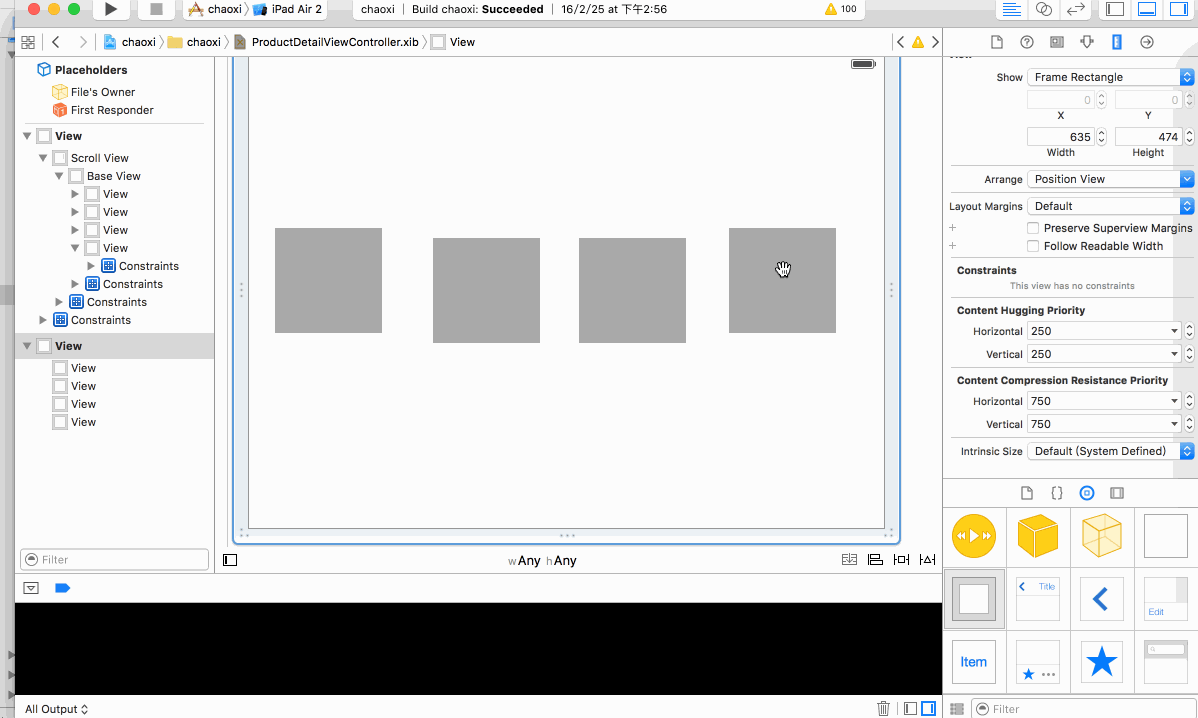 chaoxi 〉 iPad Air 2
chaoxi | Build chaoxi: Succeeded | 16/2/25 at 下午2:56
100
chaoxi 〉 chaoxi 〉 ProductDetailViewController.xib 〉 View
Placeholders
File's Owner
First Responder
View
Scroll View
Base View
View
View
View
View
Constraints
Constraints
Constraints
Constraints
View
View
View
View
View
Filter
wAny hAny
All Output
Show Frame Rectangle
0 0
X Y
635 474
Width Height
Arrange Position View
Layout Margins Default
Preserve Superview Margins
Follow Readable Width
Constraints
This view has no constraints
Content Hugging Priority
Horizontal 250
Vertical 250
Content Compression Resistance Priority
Horizontal 750
Vertical 750
Intrinsic Size Default (System Defined)
Title
Edit
Item
Filter